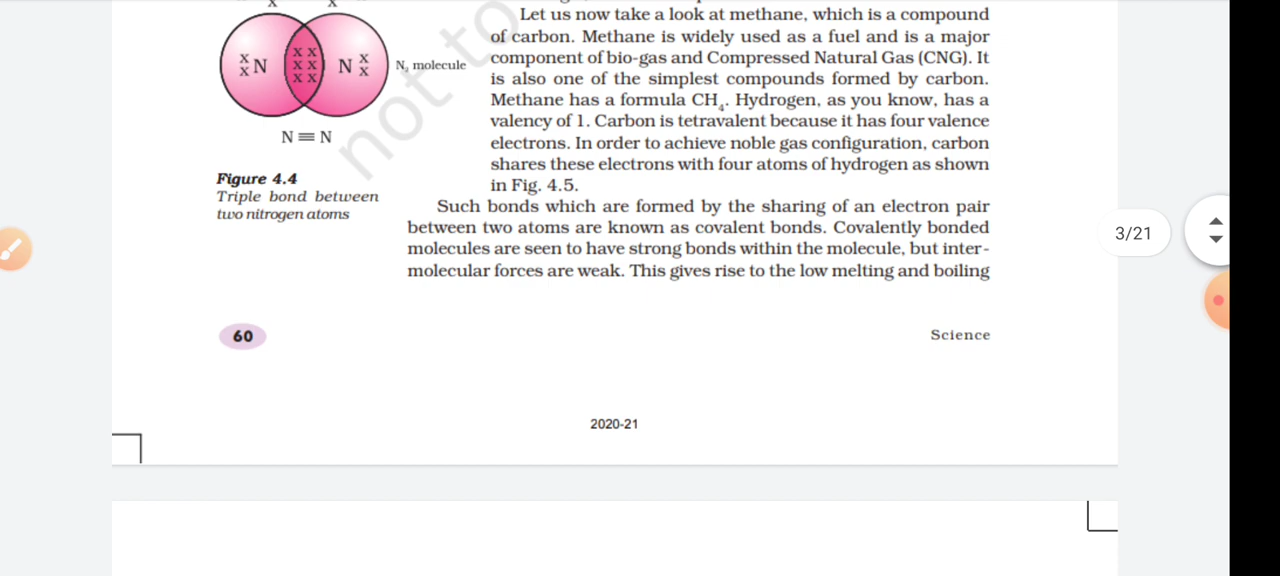 x x
x x N x x N x x N2 molecule
x x x
x x
N ≡ N
Figure 4.4
Triple bond between
two nitrogen atoms
not to
Let us now take a look at methane, which is a compound
of carbon. Methane is widely used as a fuel and is a major
component of bio-gas and Compressed Natural Gas (CNG). It
is also one of the simplest compounds formed by carbon.
Methane has a formula CH4. Hydrogen, as you know, has a
valency of 1. Carbon is tetravalent because it has four valence
electrons. In order to achieve noble gas configuration, carbon
shares these electrons with four atoms of hydrogen as shown
in Fig. 4.5.
Such bonds which are formed by the sharing of an electron pair
between two atoms are known as covalent bonds. Covalently bonded
molecules are seen to have strong bonds within the molecule, but inter-
molecular forces are weak. This gives rise to the low melting and boiling
3/21
60
Science
2020-21